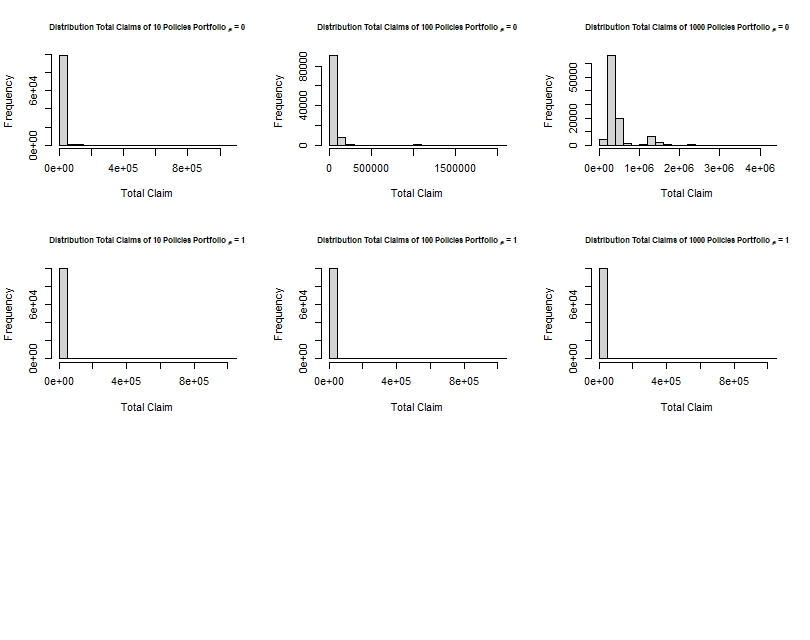 Distribution Total Claims of 10 Policies Portfolio = 0
Frequency
0e+00 6e+04
0e+00 4e+05 8e+05
Total Claim
Distribution Total Claims of 100 Policies Portfolio = 0
Frequency
0 40000 80000
0 500000 1500000
Total Claim
Distribution Total Claims of 1000 Policies Portfolio = 0
Frequency
0 20000 50000
0e+00 1e+06 2e+06 3e+06 4e+06
Total Claim
Distribution Total Claims of 10 Policies Portfolio = 1
Frequency
0e+00 6e+04
0e+00 4e+05 8e+05
Total Claim
Distribution Total Claims of 100 Policies Portfolio = 1
Frequency
0e+00 6e+04
0e+00 4e+05 8e+05
Total Claim
Distribution Total Claims of 1000 Policies Portfolio = 1
Frequency
0e+00 6e+04
0e+00 4e+05 8e+05
Total Claim